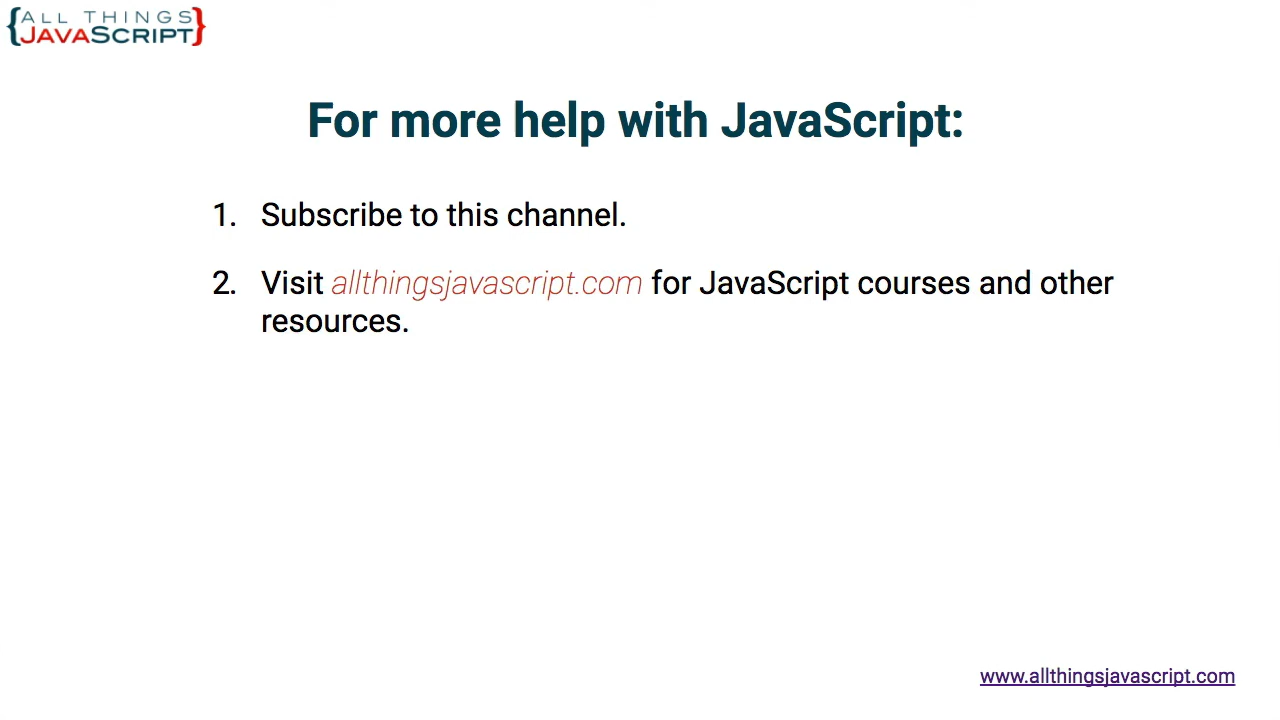 {ALL THINGS
JAVASCRIPT}
For more help with JavaScript:
1. Subscribe to this channel.
2. Visit allthingsjavascript.com for JavaScript courses and other
resources.
www.allthingsjavascript.com